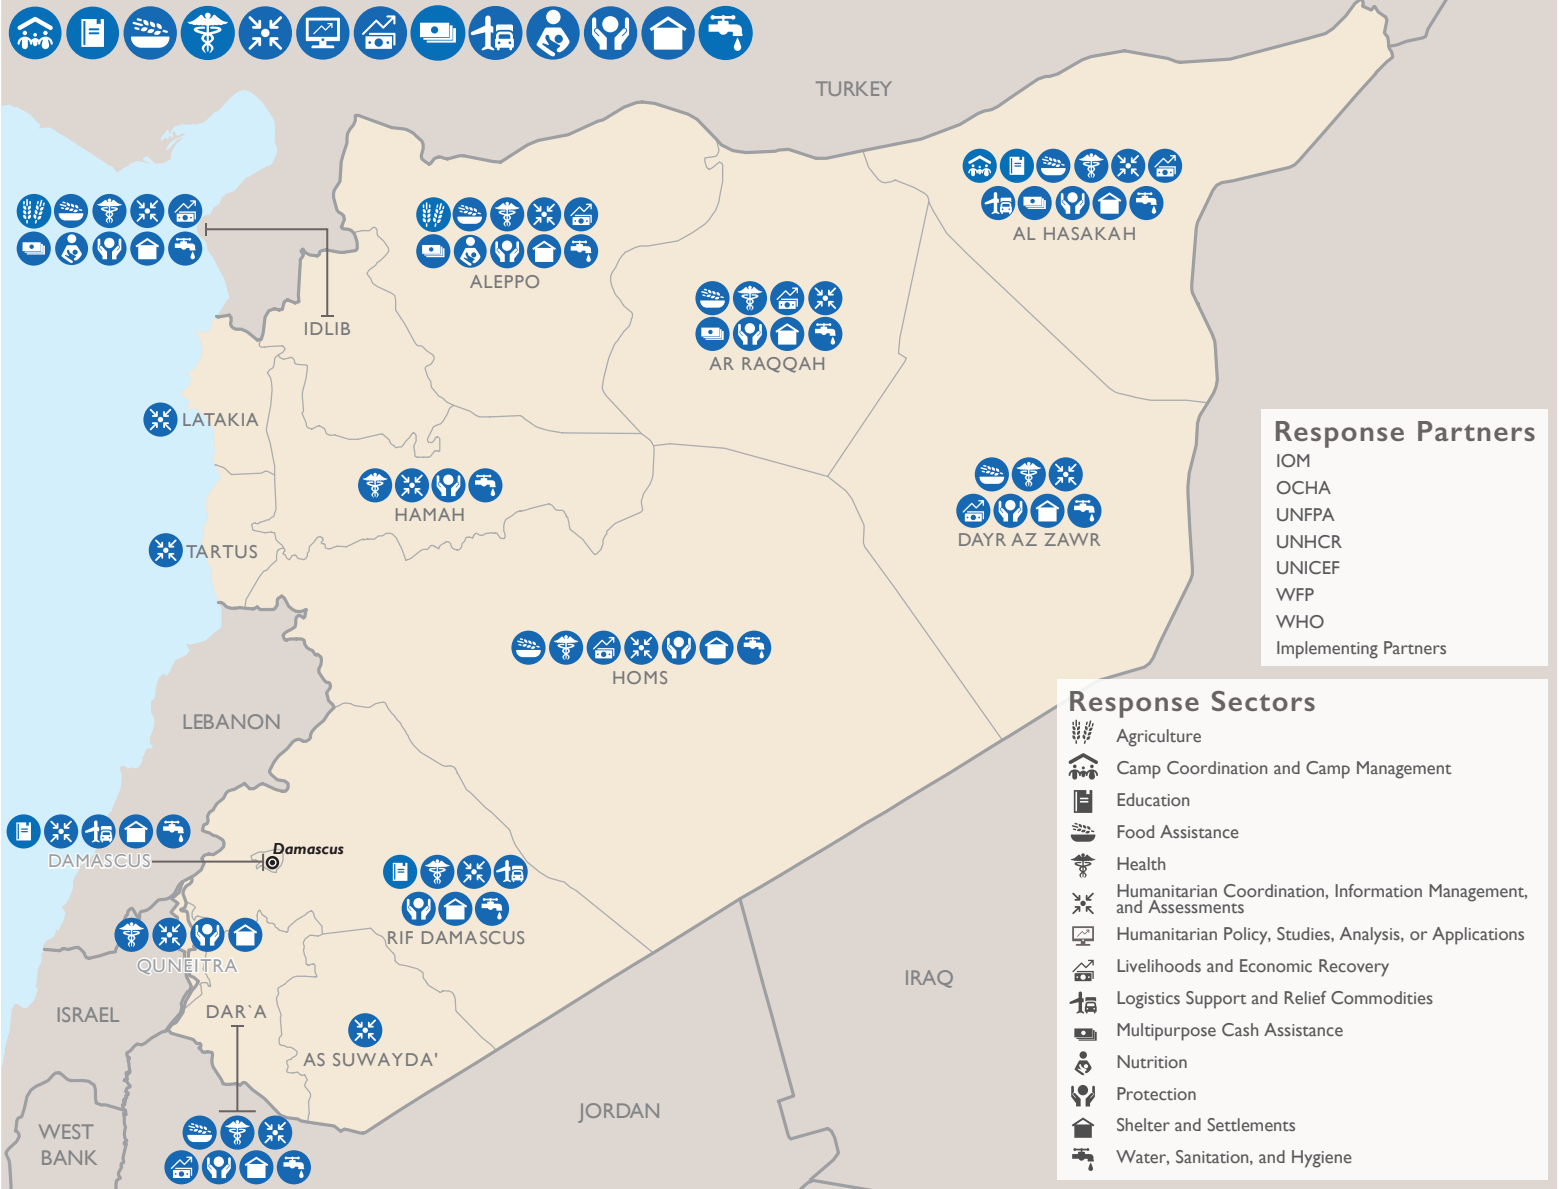 TURKEY
AL HASAKAH
ALEPPO
IDLIB
AR RAQQAH
LATAKIA
Response Partners
IOM
OCHA
UNFPA
UNHCR
UNICEF
WFP
WHO
Implementing Partners
HAMAH
DAYR AZ ZAWR
TARTUS
HOMS
LEBANON
Response Sectors
Agriculture
Camp Coordination and Camp Management
Education
Food Assistance
Health
Humanitarian Coordination, Information Management,
and Assessments
Humanitarian Policy, Studies, Analysis, or Applications
Livelihoods and Economic Recovery
Logistics Support and Relief Commodities
Multipurpose Cash Assistance
Nutrition
Protection
Shelter and Settlements
Water, Sanitation, and Hygiene
Damascus
DAMASCUS
RIF DAMASCUS
QUNEITRA
IRAQ
ISRAEL
DAR`A
AS SUWAYDA'
JORDAN
WEST
BANK